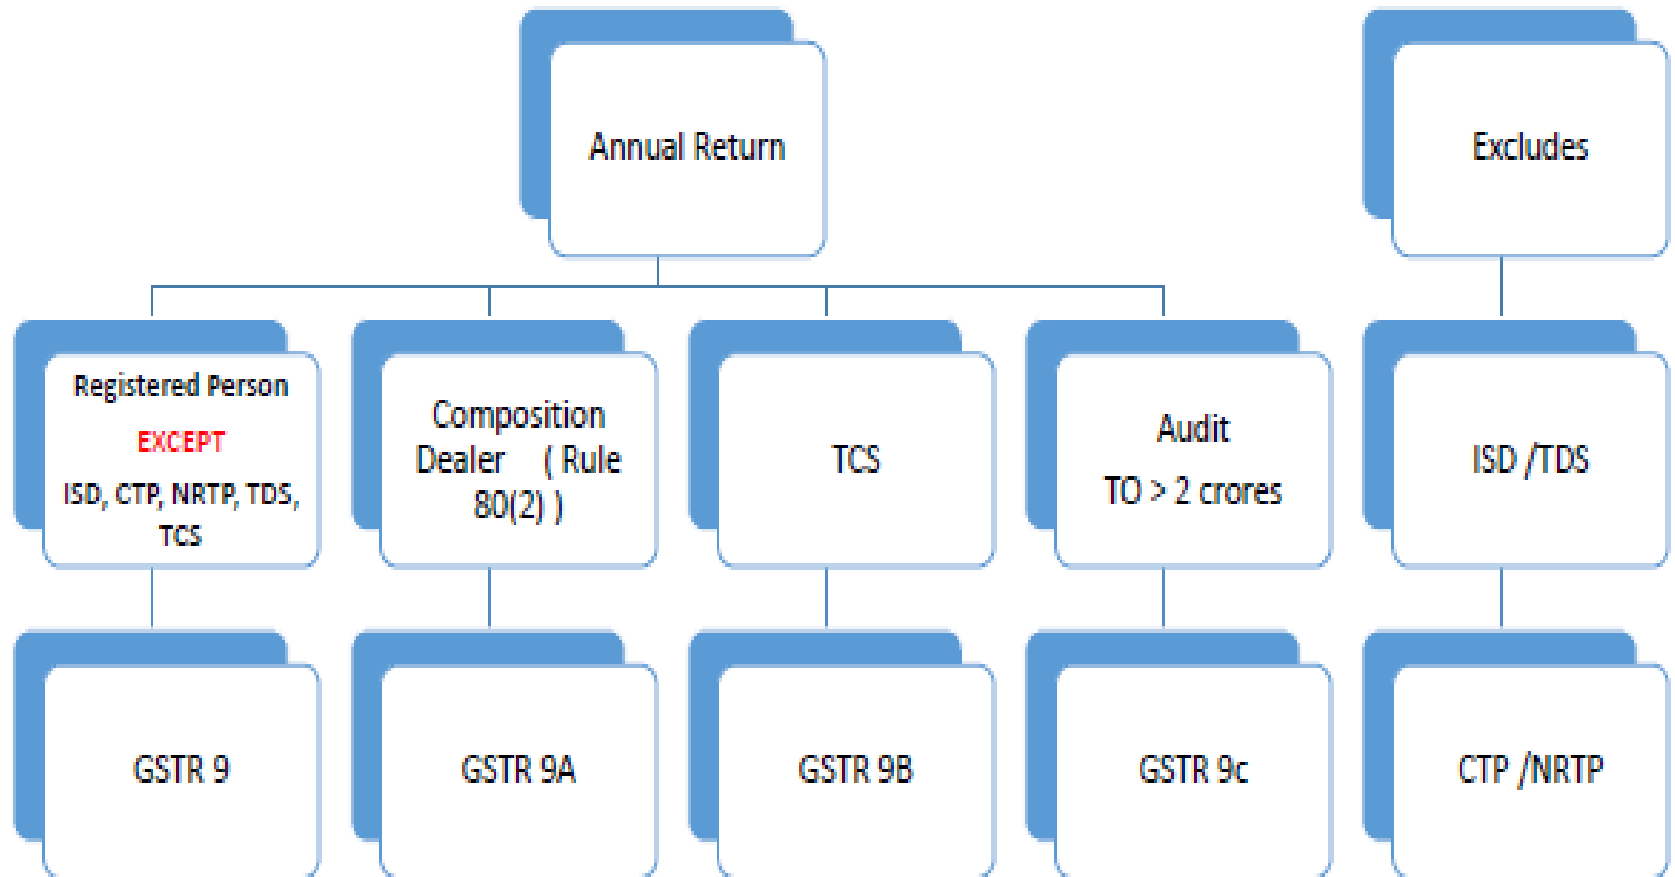 Annual Return
Excludes
Registered Person
EXCEPT
ISD, CTP, NRTP, TDS,
TCS
Composition
Dealer ( Rule
80(2) )
TCS
Audit
TO > 2 crores
ISD /TDS
GSTR 9
GSTR 9A
GSTR 9B
GSTR 9c
CTP /NRTP